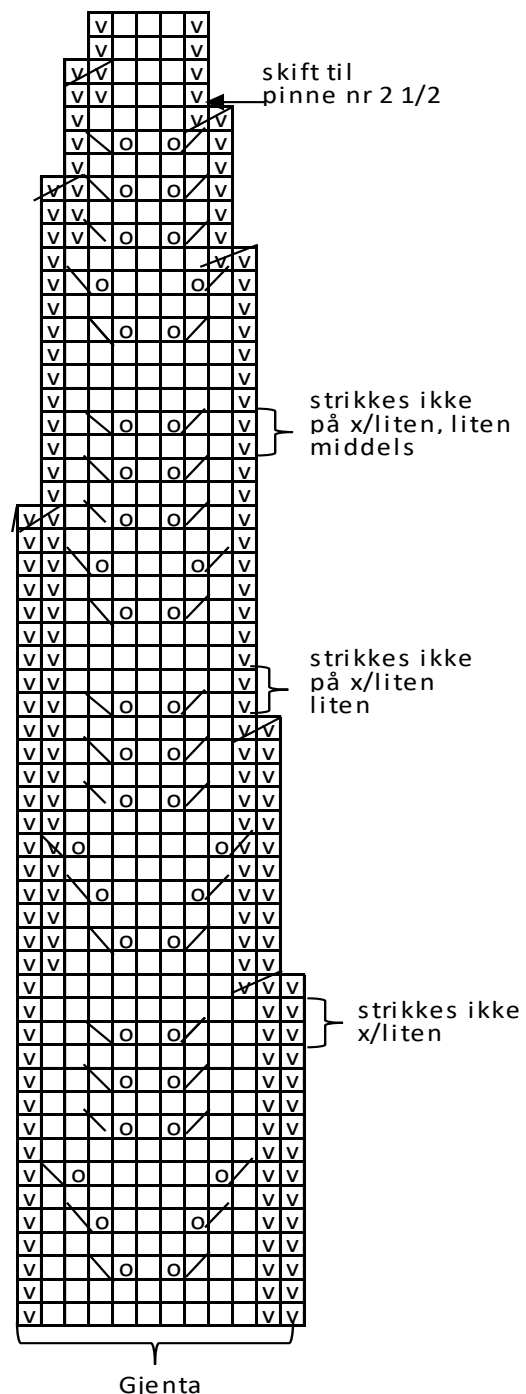 skift til
pinne nr 2 1/2
strikkes ikke
på x/liten, liten
middels
strikkes ikke
på x/liten
liten
strikkes ikke
x/liten
Gjenta